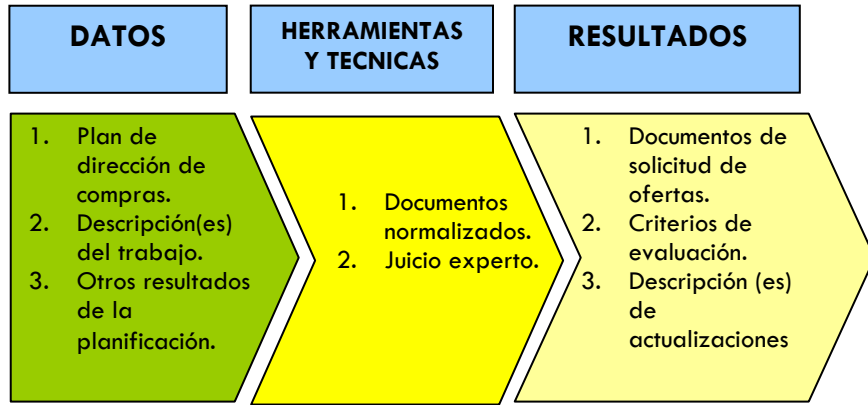 DATOS
HERRAMIENTAS
Y TECNICAS
RESULTADOS
1. Plan de
dirección de
compras.
2. Descripción(es)
del trabajo.
3. Otros resultados
de la
planificación.
1. Documentos
normalizados.
2. Juicio experto.
1. Documentos de
solicitud de
ofertas.
2. Criterios de
evaluación.
3. Descripción (es)
de
actualizaciones